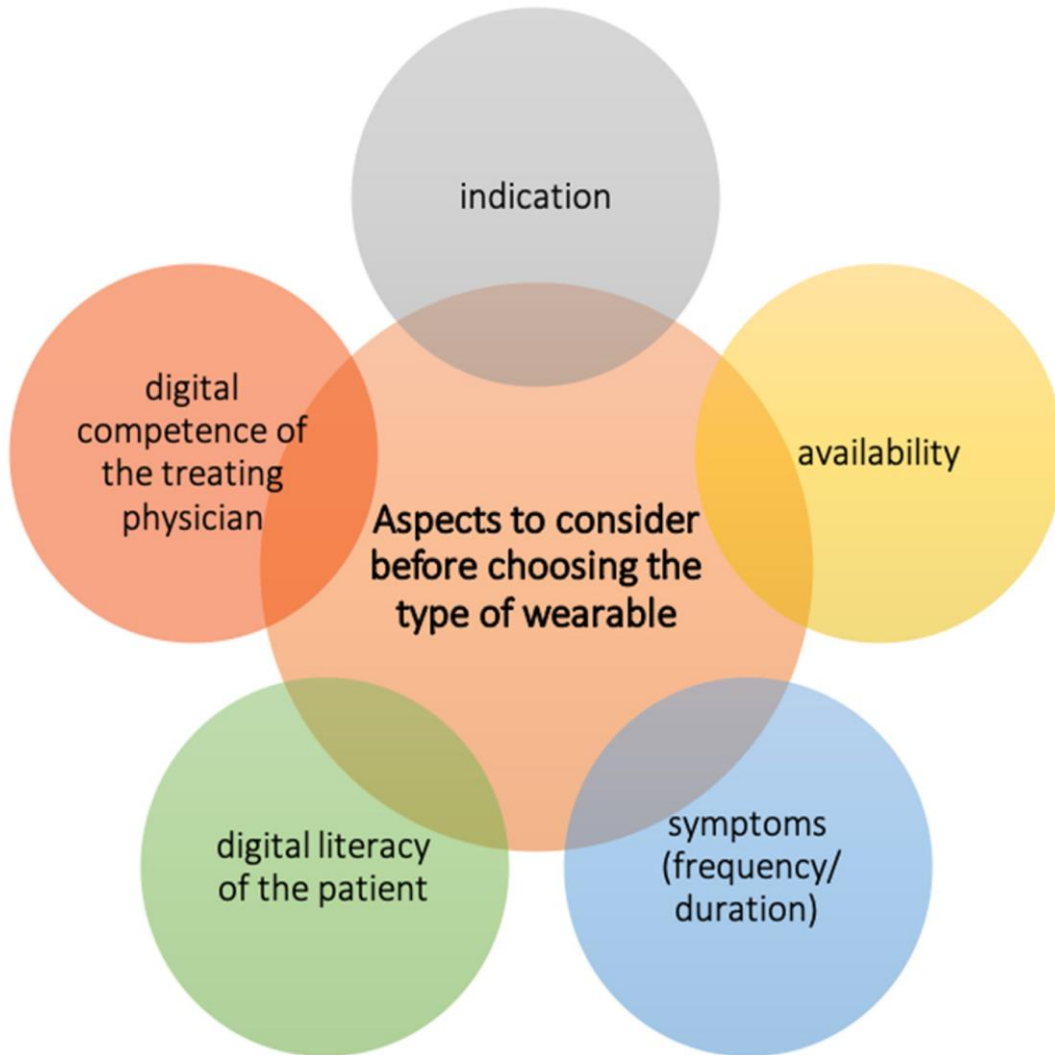 indication
digital
competence of
the treating
physician
availability
Aspects to consider
before choosing the
type of wearable
digital literacy
of the patient
symptoms
(frequency/
duration)